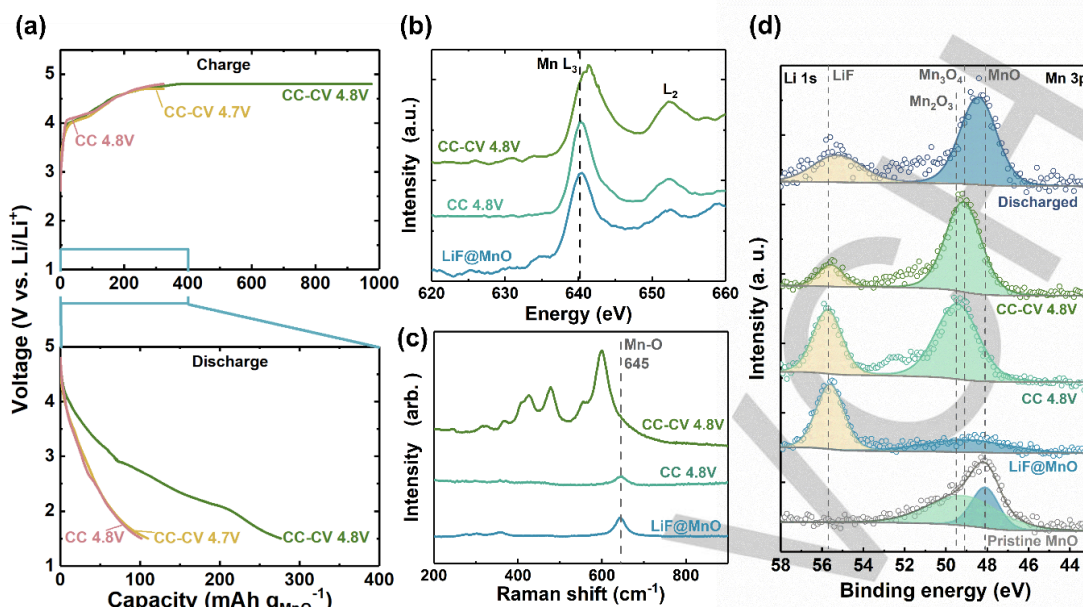 (a)
Charge
CC-CV 4.8V
CC-CV 4.7V
CC 4.8V
5
4
3
2
1
0 200 400 600 800 1000
Voltage (V vs. Li/Li⁺)
Discharge
5
4
3
2
1
CC 4.8V
CC-CV 4.7V
CC-CV 4.8V
0 100 200 300 400
Capacity (mAh gMnO⁻¹)
(b)
Mn L₃
L₂
CC-CV 4.8V
CC 4.8V
LiF@MnO
Intensity (a.u.)
620 630 640 650 660
Energy (eV)
(c)
Mn-O
645
CC-CV 4.8V
CC 4.8V
LiF@MnO
Intensity (arb.)
200 400 600 800
Raman shift (cm⁻¹)
(d)
Li 1s
LiF
Mn₃O₄
MnO
Mn 3p
Mn₂O₃
Discharged
CC-CV 4.8V
CC 4.8V
LiF@MnO
Pristine MnO
Intensity (a. u.)
58 56 54 52 50 48 46 44
Binding energy (eV)